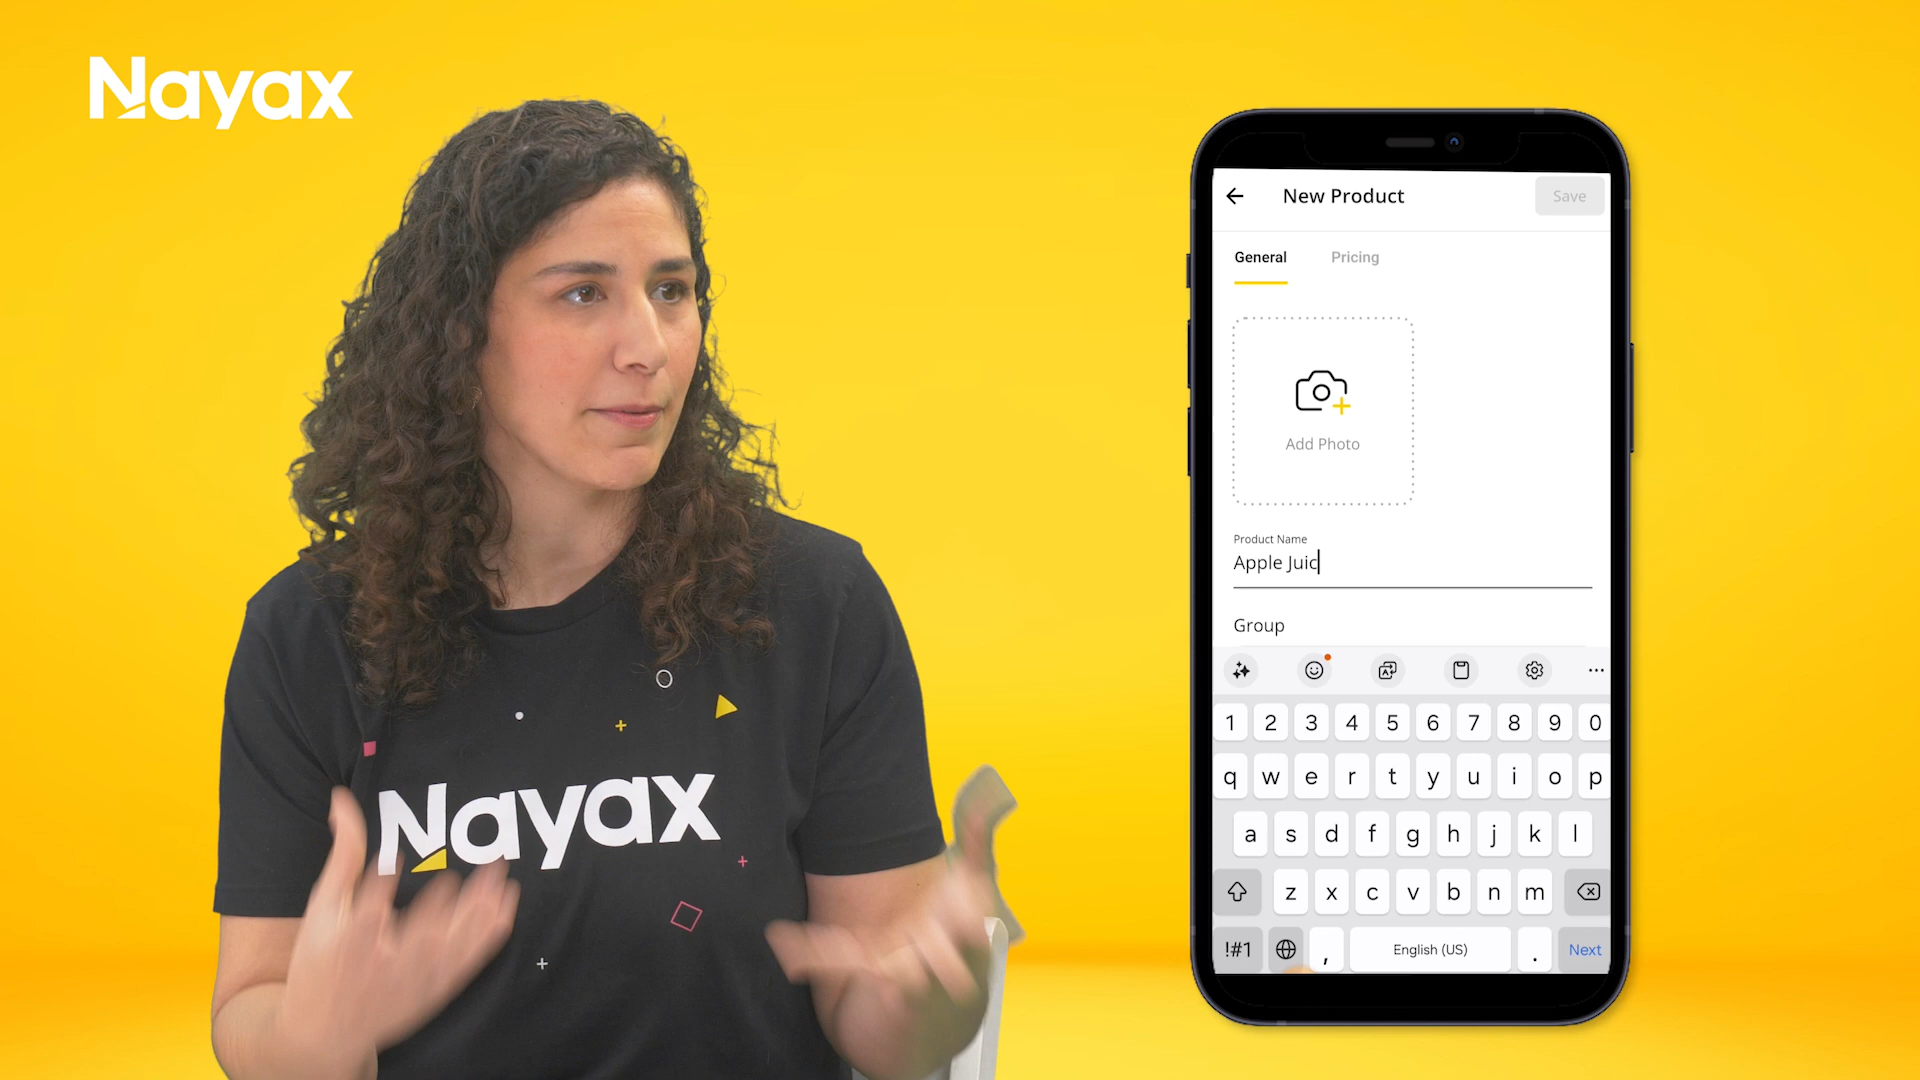 Nayax
New Product
Save
General
Pricing
Add Photo
Product Name
Apple Juic
Group
1 2 3 4 5 6 7 8 9 0
q w e r t y u i o p
a s d f g h j k l
z x c v b n m
!#1 , English (US) . Next
Nayax